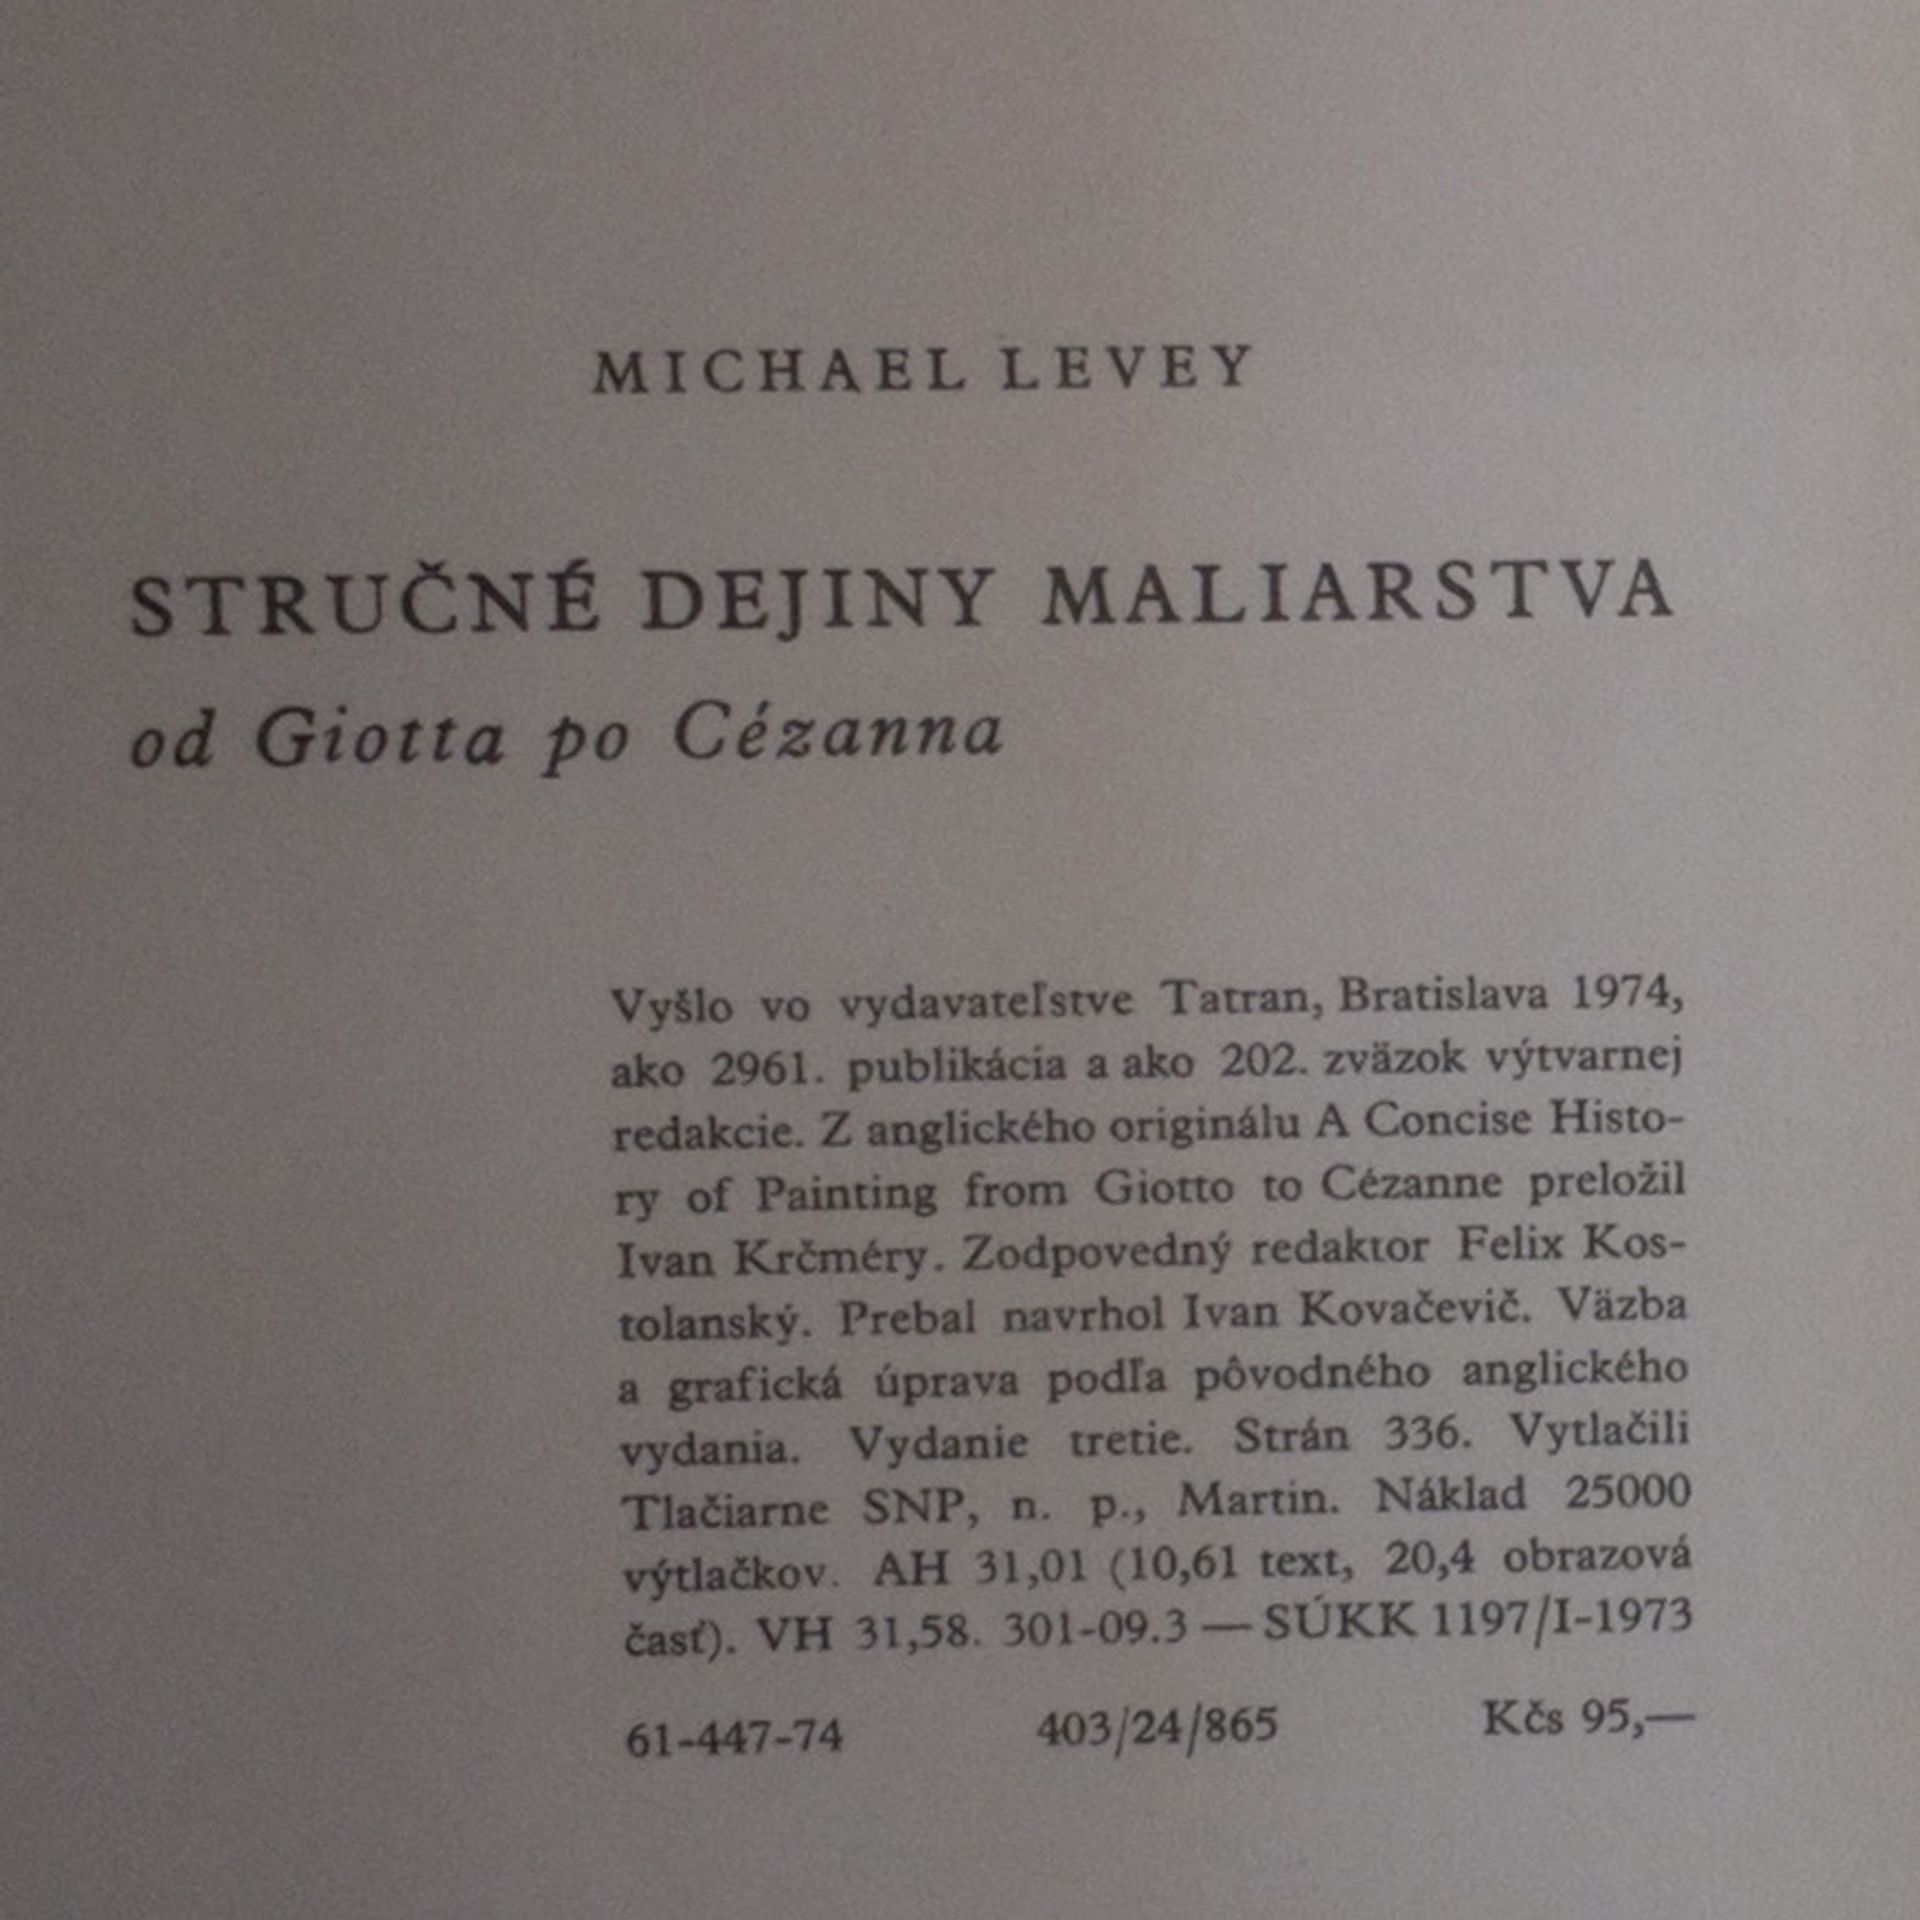 MICHAEL LEVEY
STRUČNÉ DEJINY MALIARSTVA
od Giotta po Cézanna
Vyšlo vo vydavateľstve Tatran, Bratislava 1974,
ako 2961. publikácia a ako 202. zväzok výtvarnej
redakcie. Z anglického originálu A Concise Histo-
ry of Painting from Giotto to Cézanne preložil
Ivan Krčméry. Zodpovedný redaktor Felix Kos-
tolanský. Prebal navrhol Ivan Kovačevič. Väzba
a grafická úprava podľa pôvodného anglického
vydania. Vydanie tretie. Strán 336. Vytlačili
Tlačiarne SNP, n. p., Martin. Náklad 25000
výtlačkov. AH 31,01 (10,61 text, 20,4 obrazová
časť). VH 31,58. 301-09.3 — SÚKK 1197/I-1973
61-447-74 403/24/865 Kčs 95,—